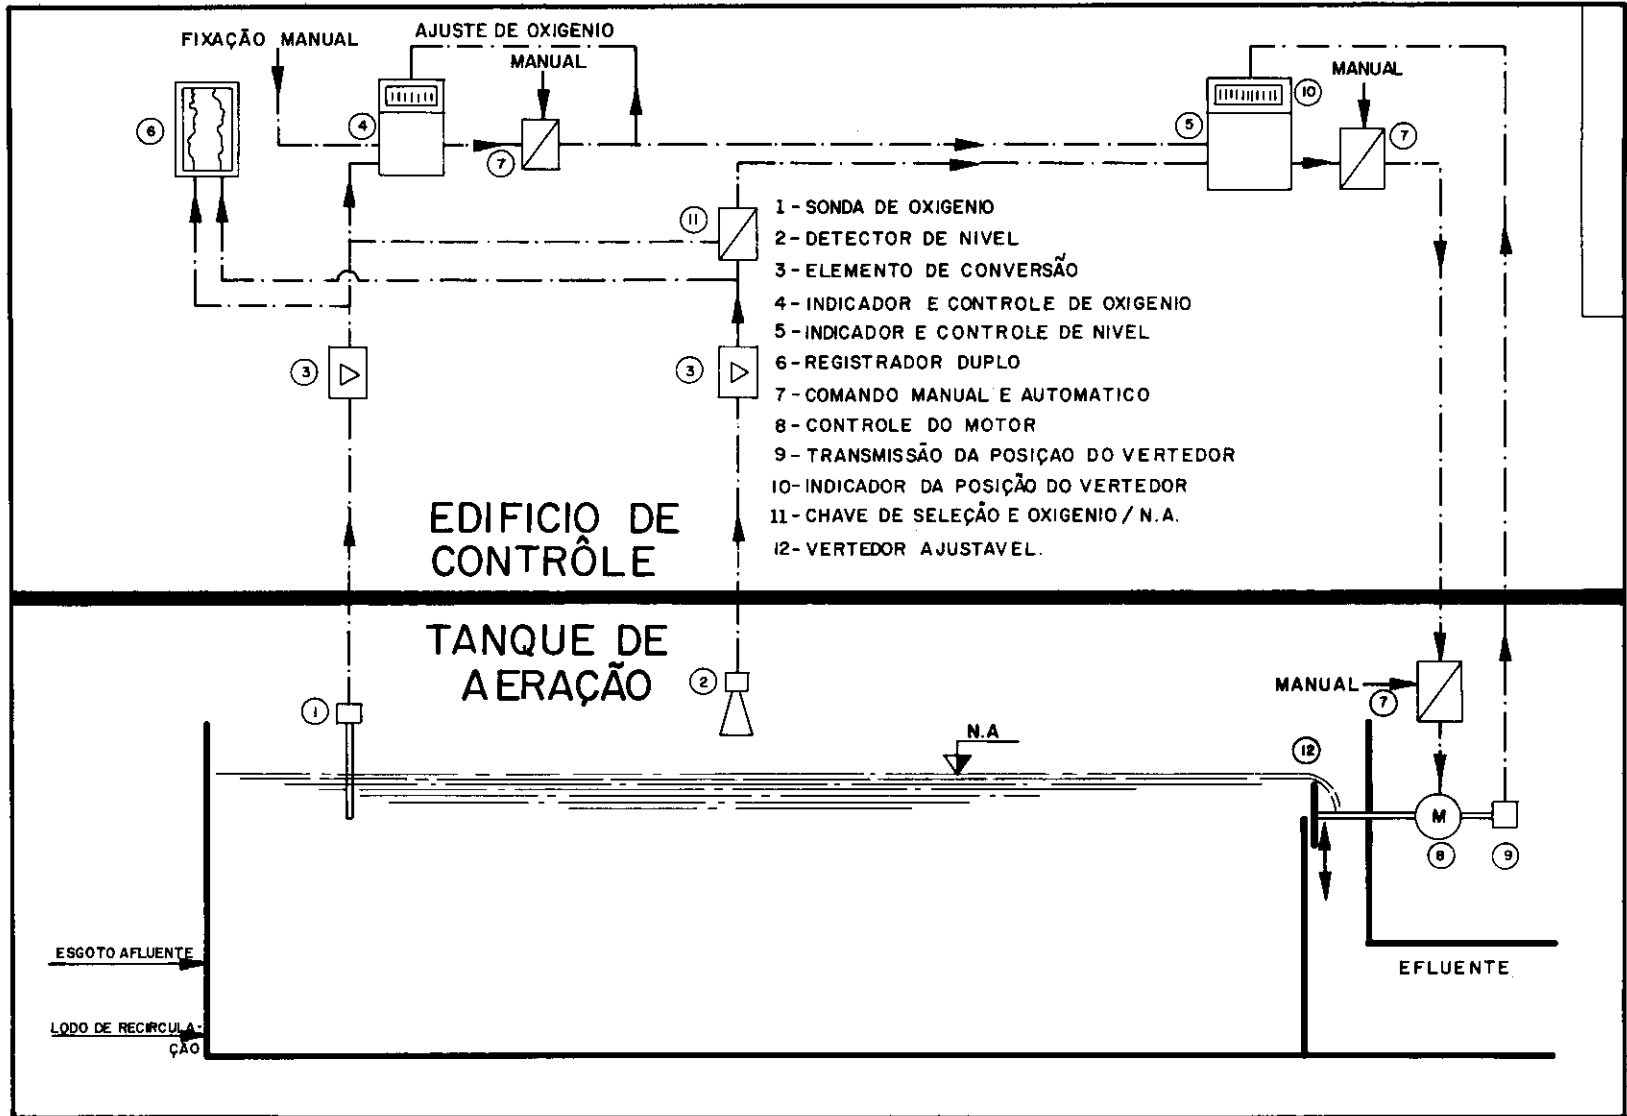 FIXAÇÃO MANUAL
AJUSTE DE OXIGENIO
MANUAL
MANUAL
6
4
7
5
10
7
11
1 - SONDA DE OXIGENIO
2 - DETECTOR DE NIVEL
3 - ELEMENTO DE CONVERSÃO
4 - INDICADOR E CONTROLE DE OXIGENIO
5 - INDICADOR E CONTROLE DE NIVEL
6 - REGISTRADOR DUPLO
7 - COMANDO MANUAL E AUTOMATICO
8 - CONTROLE DO MOTOR
9 - TRANSMISSÃO DA POSIÇAO DO VERTEDOR
10- INDICADOR DA POSIÇÃO DO VERTEDOR
11 - CHAVE DE SELEÇÃO E OXIGENIO / N.A.
12- VERTEDOR AJUSTAVEL.
3
3
EDIFICIO DE
CONTRÔLE
TANQUE DE
AERAÇÃO
1
2
N.A
12
MANUAL
7
M
8
9
ESGOTO AFLUENTE
LODO DE RECIRCULA-
ÇÃO
EFLUENTE